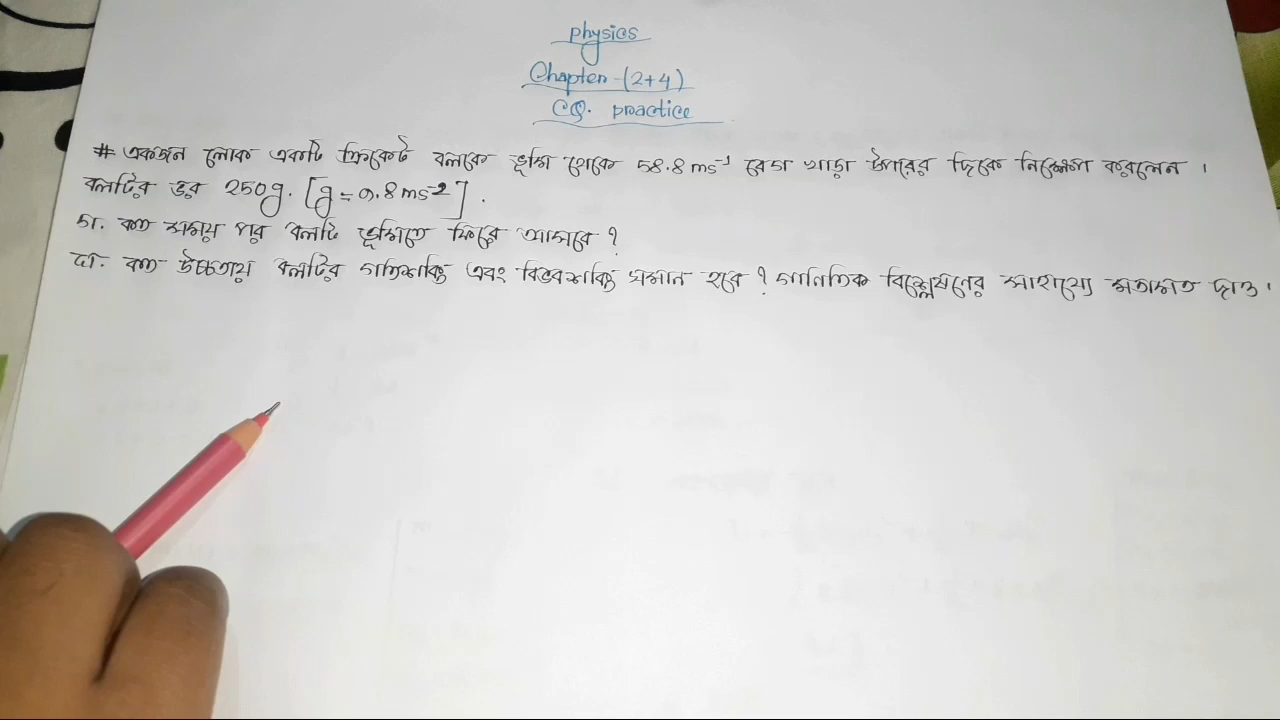 Physics
Chapter-(2+4)
CQ. practice
# একজন লোক একটি ক্রিকেট বলকে ভূমি থেকে 58.8 ms⁻¹ বেগে খাড়া উপরের দিকে নিক্ষেপ করলেন ।
বলটির ভর 250g. [g = 9.8 ms⁻²] .
গ. কত সময় পর বলটি ভূমিতে ফিরে আসবে ?
ঘ. কত উচ্চতায় বলটির গতিশক্তি এবং বিভবশক্তি সমান হবে ? গানিতিক বিশ্লেষণের সাহায্যে মতামত দাও ।